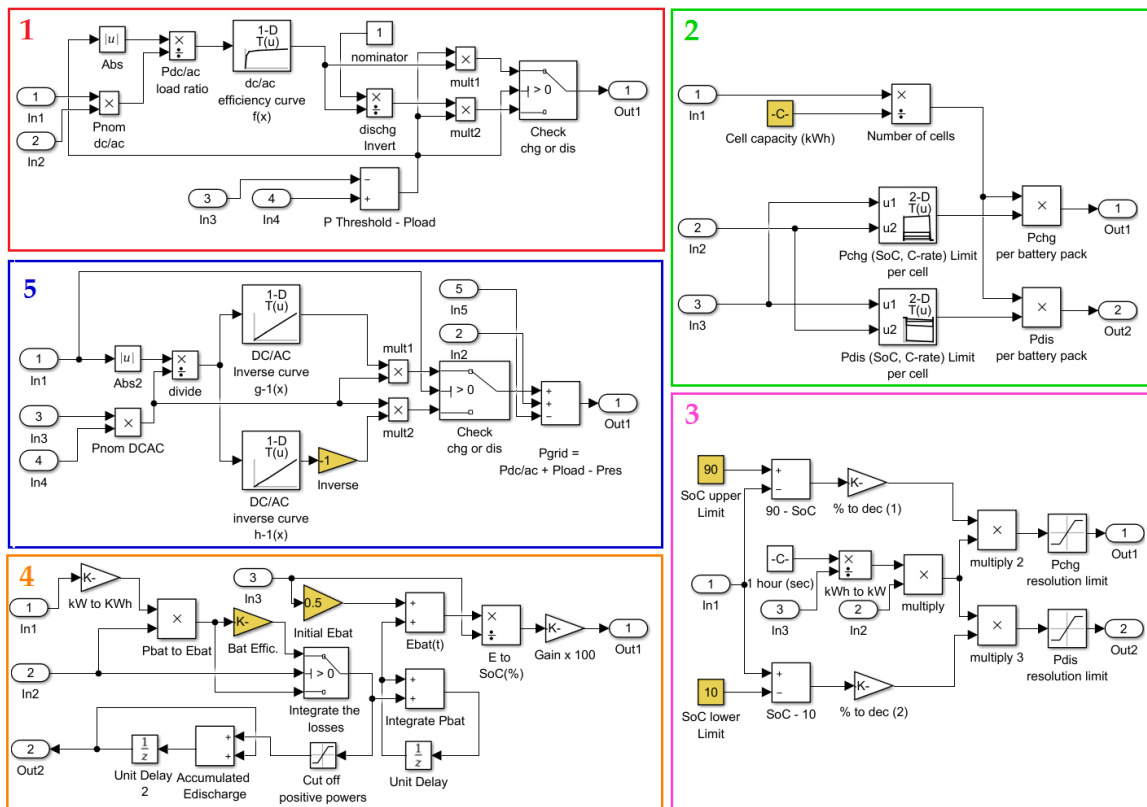 1
|u|
Abs
×
÷
Pdc/ac
load ratio
1-D
T(u)
dc/ac
efficiency curve
f(x)
1
nominator
×
mult1
1
In1
2
In2
×
Pnom
dc/ac
×
÷
dischg
Invert
×
mult2
> 0
Check
chg or dis
1
Out1
3
In3
4
In4
−
+
P Threshold - Pload
2
1
In1
-C-
Cell capacity (kWh)
×
÷
Number of cells
2
In2
u1
u2
2-D
T(u)
Pchg (SoC, C-rate) Limit
per cell
×
Pchg
per battery pack
1
Out1
3
In3
u1
u2
2-D
T(u)
Pdis (SoC, C-rate) Limit
per cell
×
Pdis
per battery pack
2
Out2
5
1-D
T(u)
DC/AC
Inverse curve
g-1(x)
5
In5
2
In2
1
In1
|u|
Abs2
×
÷
divide
3
In3
4
In4
×
Pnom DCAC
mult1
×
×
mult2
> 0
Check
chg or dis
+
+
−
1
Out1
Pgrid =
Pdc/ac + Pload - Pres
1-D
T(u)
DC/AC
inverse curve
h-1(x)
-1
Inverse
3
90
SoC upper
Limit
+
−
90 - SoC
K-
% to dec (1)
-C-
1 hour (sec)
×
÷
kWh to kW
×
multiply
×
multiply 2
Pchg
resolution limit
1
Out1
1
In1
3
In3
2
In2
×
multiply 3
Pdis
resolution limit
2
Out2
10
SoC lower
Limit
+
−
SoC - 10
K-
% to dec (2)
4
1
In1
K-
kW to KWh
3
In3
×
Pbat to Ebat
K-
Bat Effic.
0.5
Initial Ebat
+
+
Ebat(t)
×
÷
E to
SoC(%)
K-
Gain x 100
1
Out1
2
In2
> 0
Integrate the
losses
+
+
Integrate Pbat
2
Out2
1
z
Unit Delay
2
+
+
Accumulated
Edischarge
Cut off
positive powers
1
z
Unit Delay